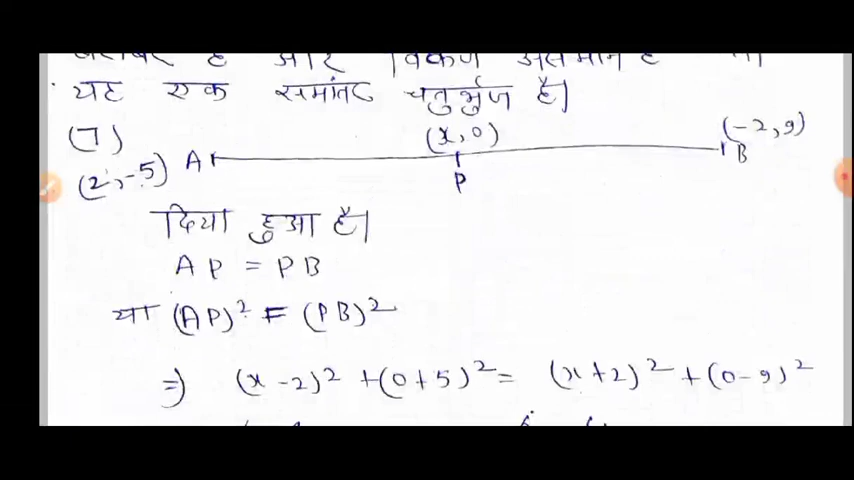 यह एक समांतर चतुर्भुज है।
(7)
(x,0)
(-2,9)
(2,-5) A
P
B
दिया हुआ है।
AP = PB
या (AP)² = (PB)²
⇒ (x-2)² + (0+5)² = (x+2)² + (0-9)²